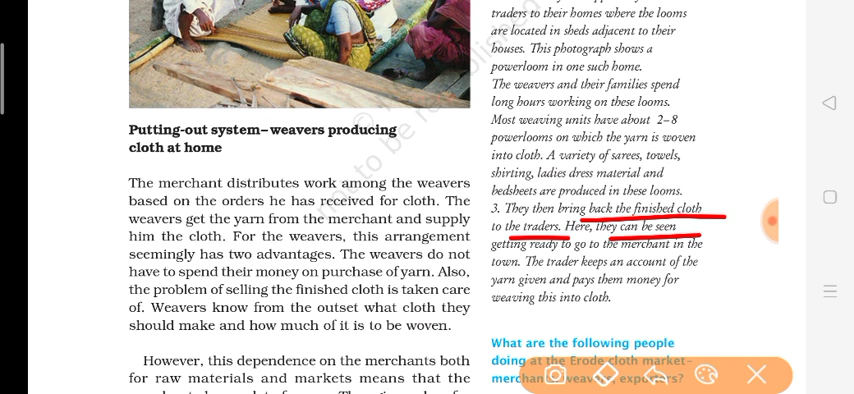 Putting-out system–weavers producing
cloth at home
The merchant distributes work among the weavers
based on the orders he has received for cloth. The
weavers get the yarn from the merchant and supply
him the cloth. For the weavers, this arrangement
seemingly has two advantages. The weavers do not
have to spend their money on purchase of yarn. Also,
the problem of selling the finished cloth is taken care
of. Weavers know from the outset what cloth they
should make and how much of it is to be woven.
However, this dependence on the merchants both
for raw materials and markets means that the
traders to their homes where the looms
are located in sheds adjacent to their
houses. This photograph shows a
powerloom in one such home.
The weavers and their families spend
long hours working on these looms.
Most weaving units have about 2–8
powerlooms on which the yarn is woven
into cloth. A variety of sarees, towels,
shirting, ladies dress material and
bedsheets are produced in these looms.
3. They then bring back the finished cloth
to the traders. Here, they can be seen
getting ready to go to the merchant in the
town. The trader keeps an account of the
yarn given and pays them money for
weaving this into cloth.
What are the following people
doing at the Erode cloth market–
merchant, weaver, exporters?